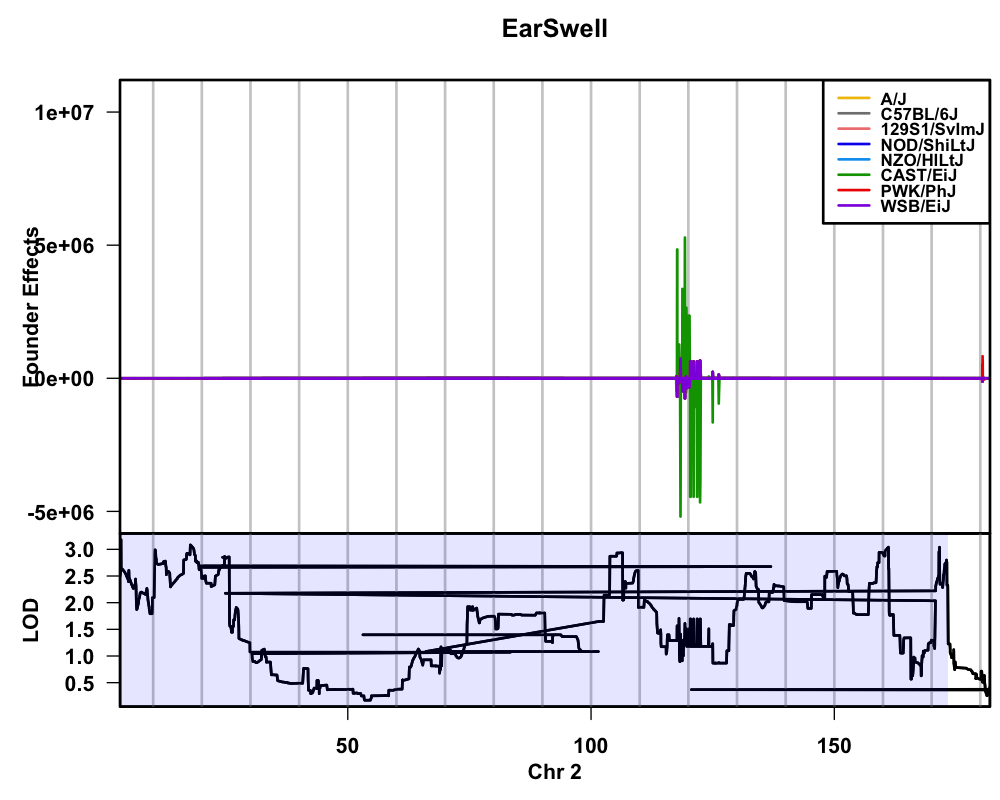 EarSwell
Founder Effects
1e+07
5e+06
0e+00
-5e+06
A/J
C57BL/6J
129S1/SvImJ
NOD/ShiLtJ
NZO/HlLtJ
CAST/EiJ
PWK/PhJ
WSB/EiJ
LOD
3.0
2.5
2.0
1.5
1.0
0.5
50
100
150
Chr 2